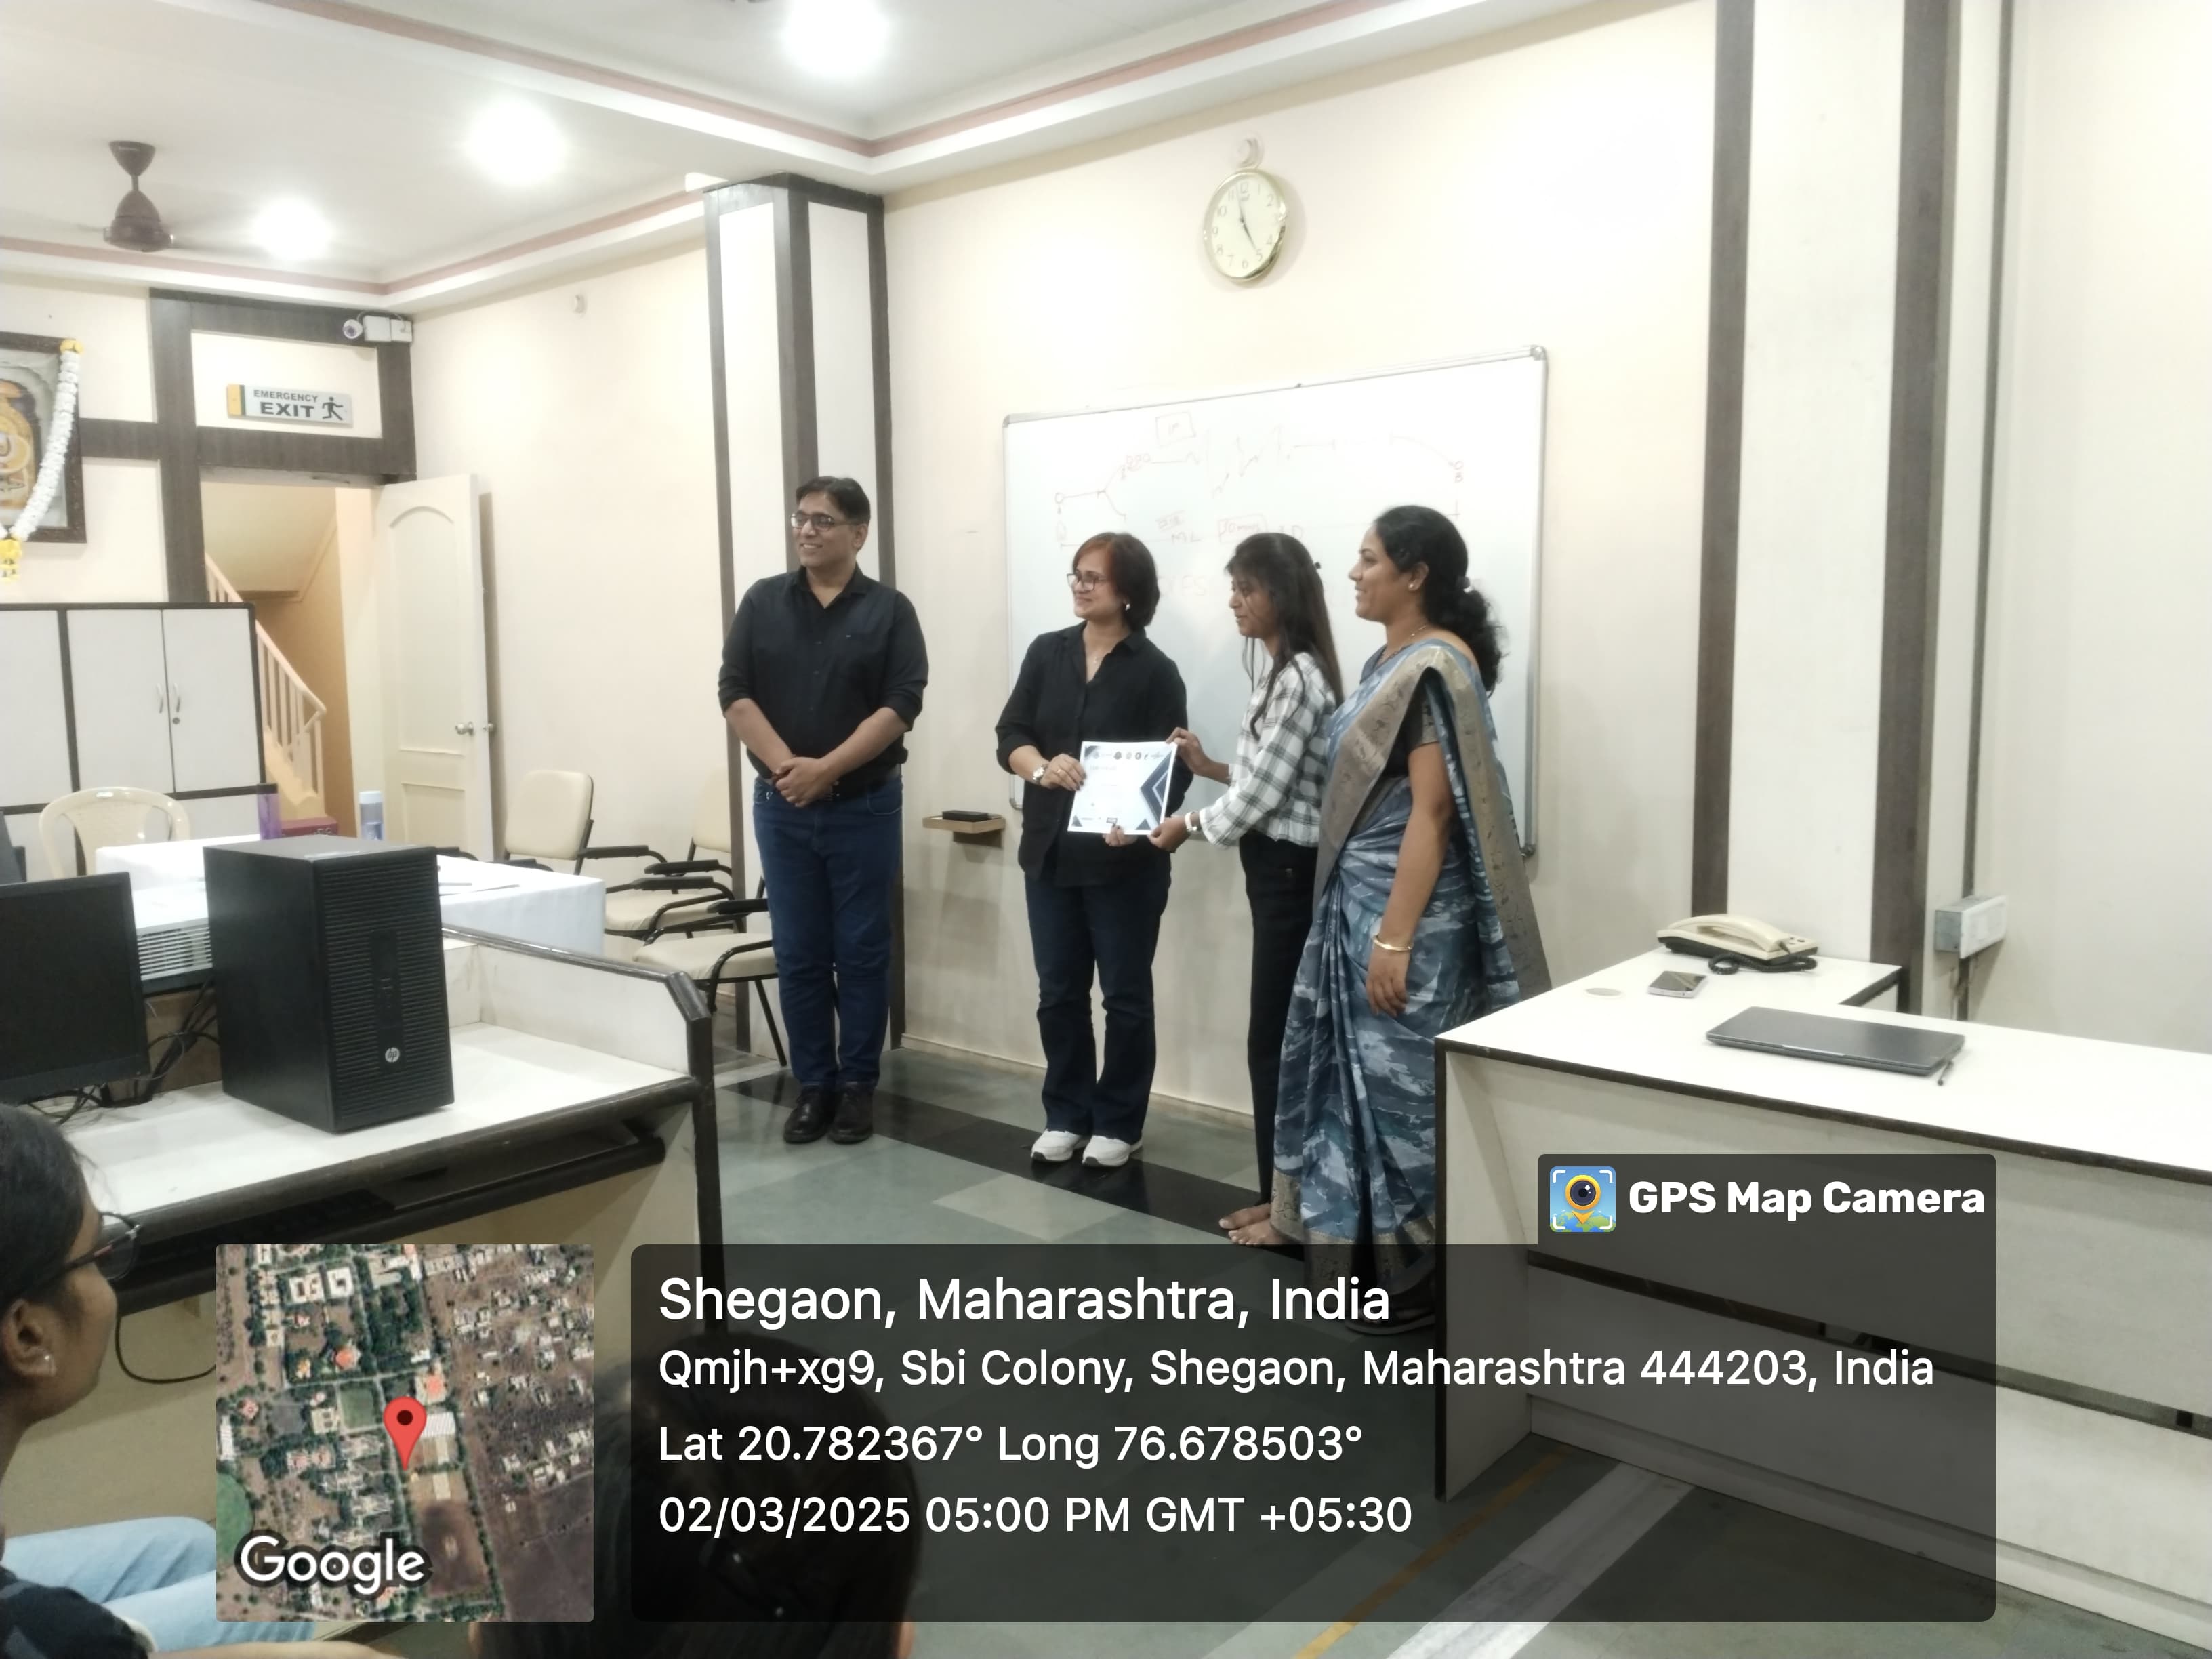 EMERGENCY
EXIT
hp
GPS Map Camera
Shegaon, Maharashtra, India
Qmjh+xg9, Sbi Colony, Shegaon, Maharashtra 444203, India
Lat 20.782367° Long 76.678503°
02/03/2025 05:00 PM GMT +05:30
Google